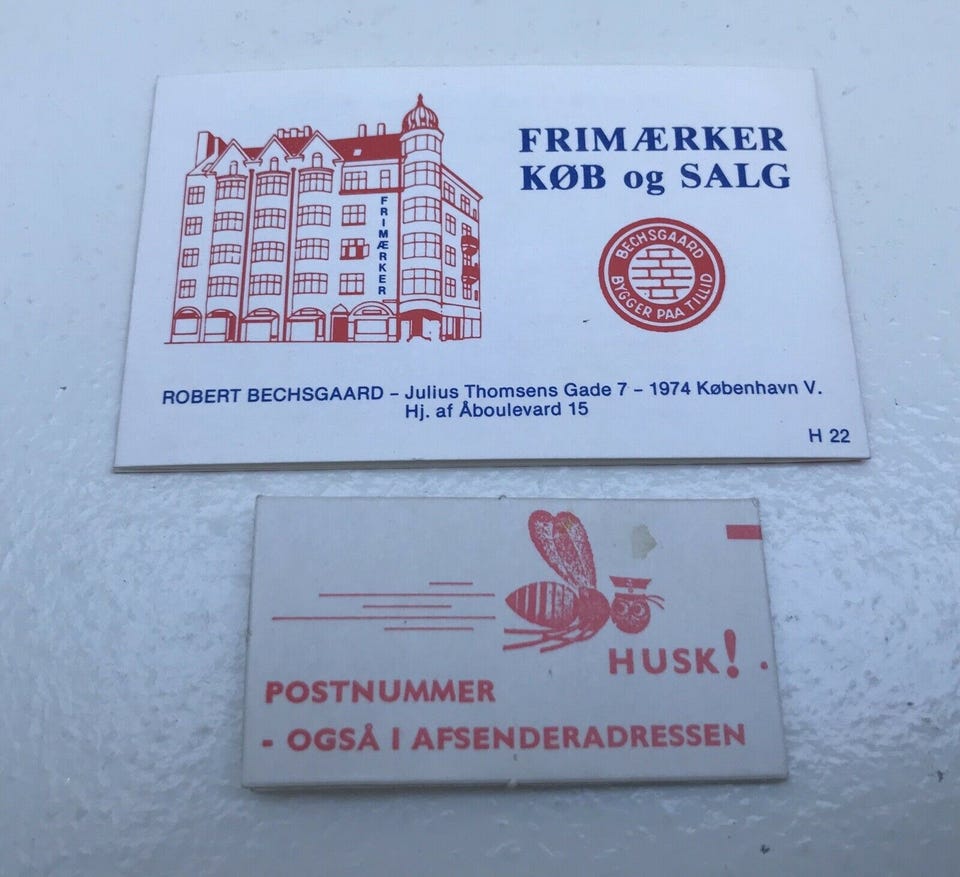 FRIMÆRKER
KØB og SALG
FRIMÆRKER
BECHSGAARD
BYGGER PAA TILLID
ROBERT BECHSGAARD – Julius Thomsens Gade 7 – 1974 København V.
Hj. af Åboulevard 15
H 22
HUSK!
POSTNUMMER
- OGSÅ I AFSENDERADRESSEN